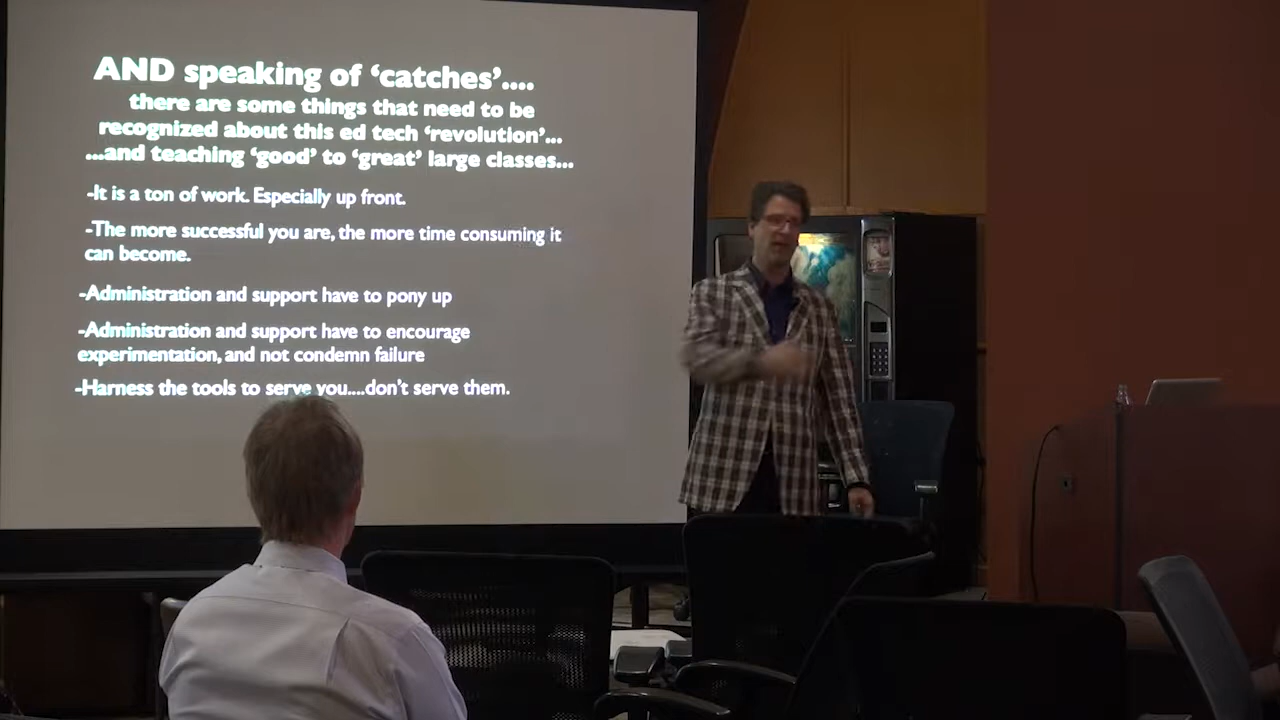 AND speaking of ‘catches’....
there are some things that need to be
recognized about this ed tech ‘revolution’...
...and teaching ‘good’ to ‘great’ large classes...
-It is a ton of work. Especially up front.
-The more successful you are, the more time consuming it
can become.
-Administration and support have to pony up
-Administration and support have to encourage
experimentation, and not condemn failure
-Harness the tools to serve you....don’t serve them.